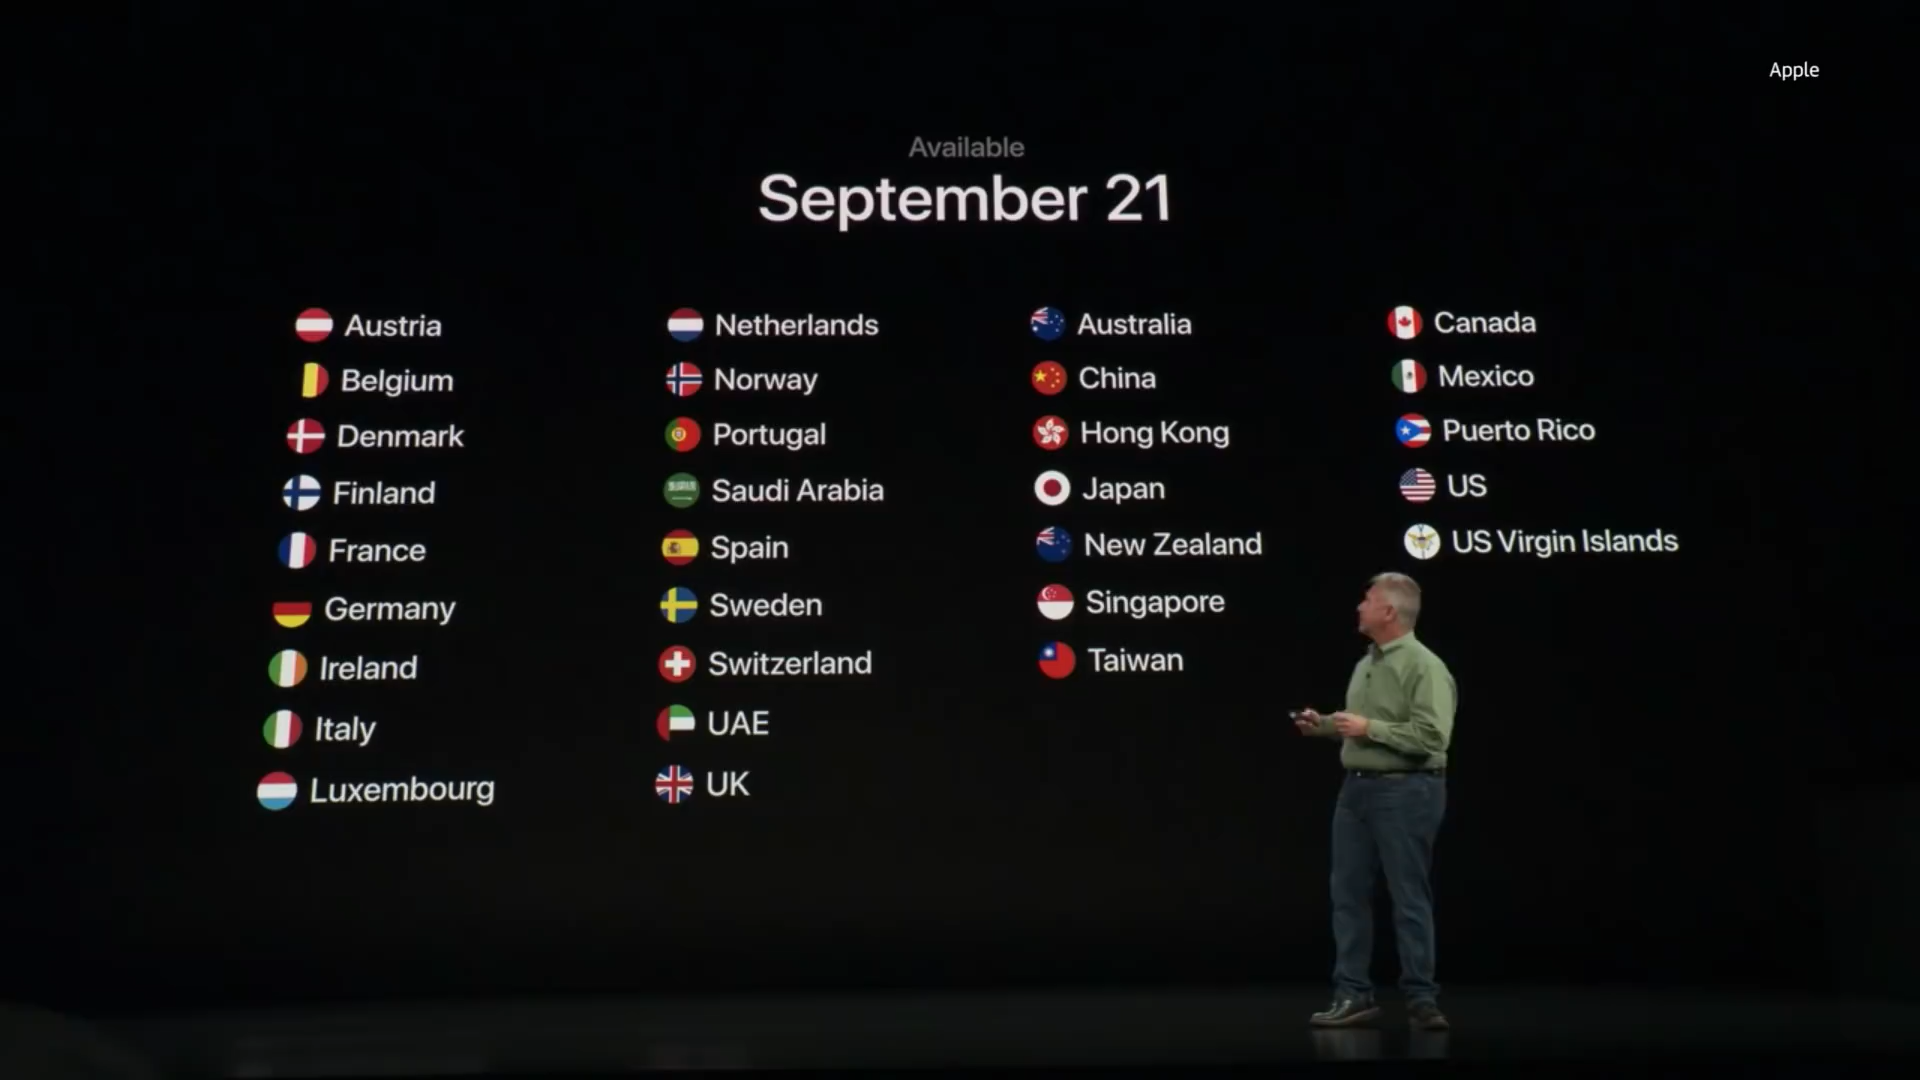 Apple
Available
September 21
Austria
Belgium
Denmark
Finland
France
Germany
Ireland
Italy
Luxembourg
Netherlands
Norway
Portugal
Saudi Arabia
Spain
Sweden
Switzerland
UAE
UK
Australia
China
Hong Kong
Japan
New Zealand
Singapore
Taiwan
Canada
Mexico
Puerto Rico
US
US Virgin Islands